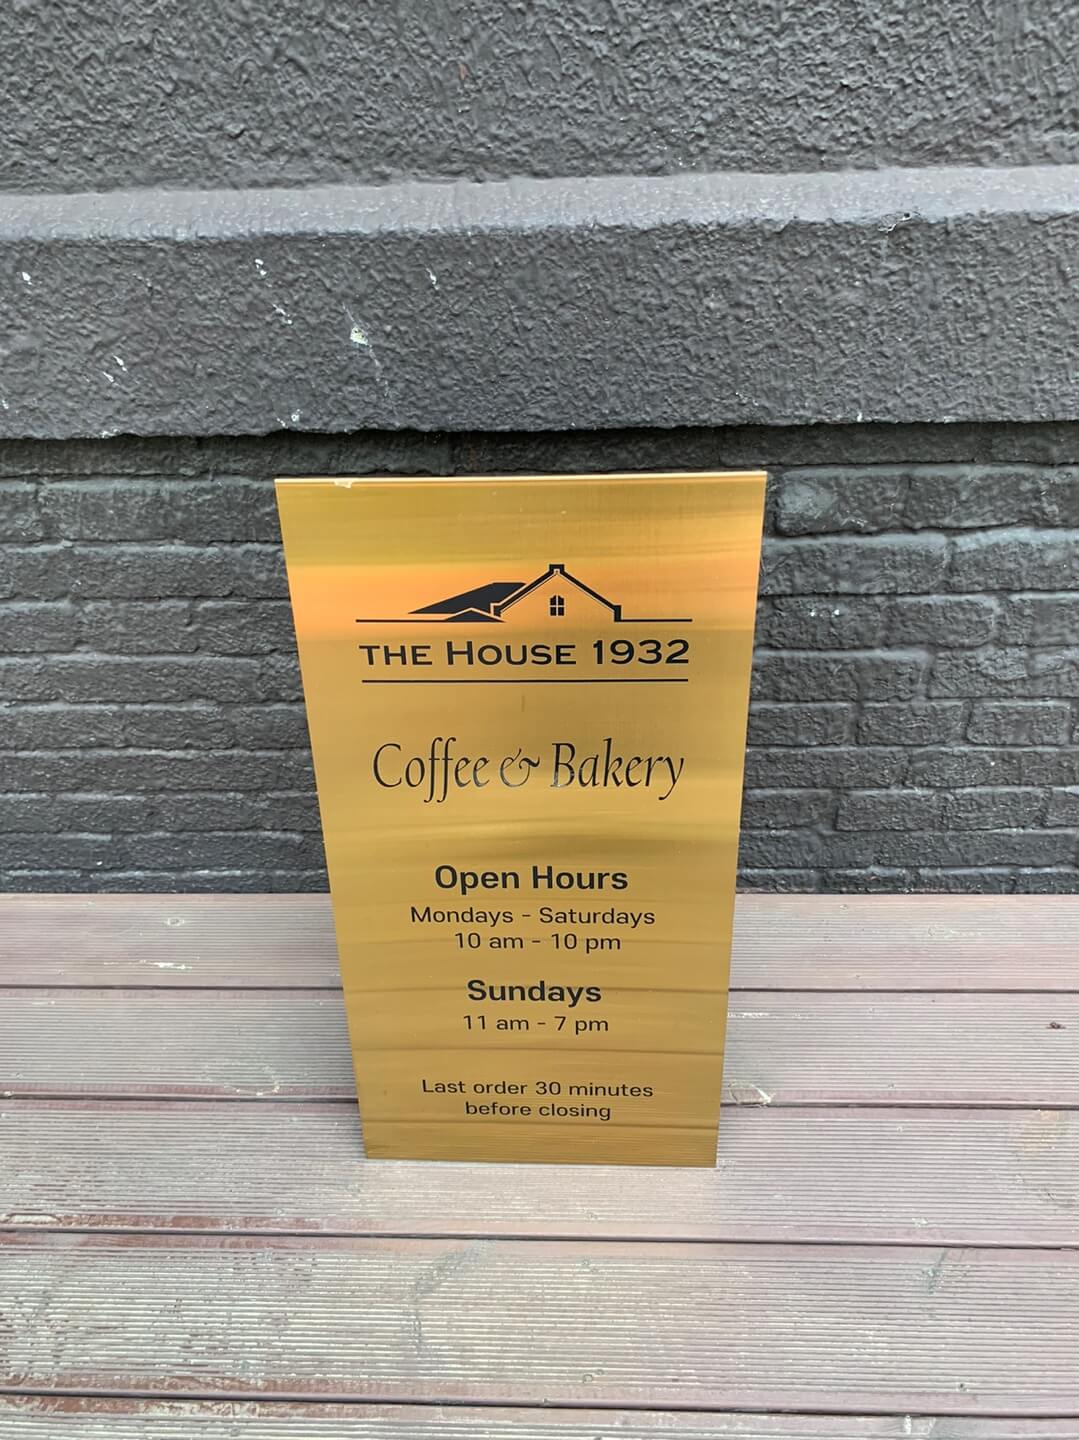 THE HOUSE 1932
Coffee & Bakery
Open Hours
Mondays - Saturdays
10 am - 10 pm
Sundays
11 am - 7 pm
Last order 30 minutes
before closing